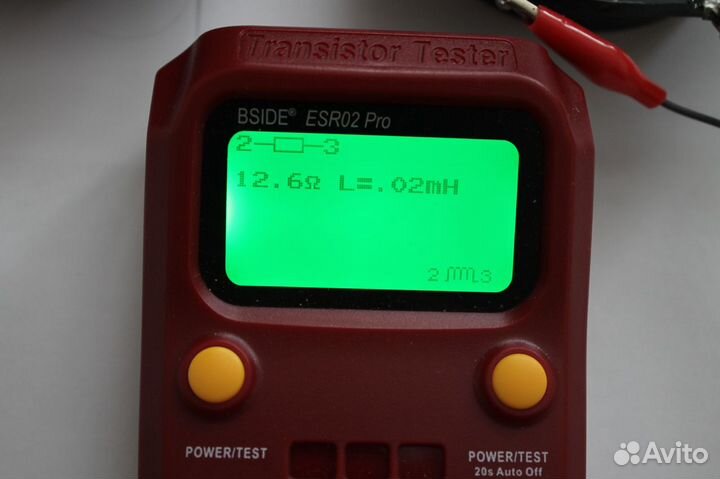 Transistor Tester
BSIDE® ESR02 Pro
2 3
12.6Ω L=.02mH
2 3
POWER/TEST
POWER/TEST
20s Auto Off
Avito